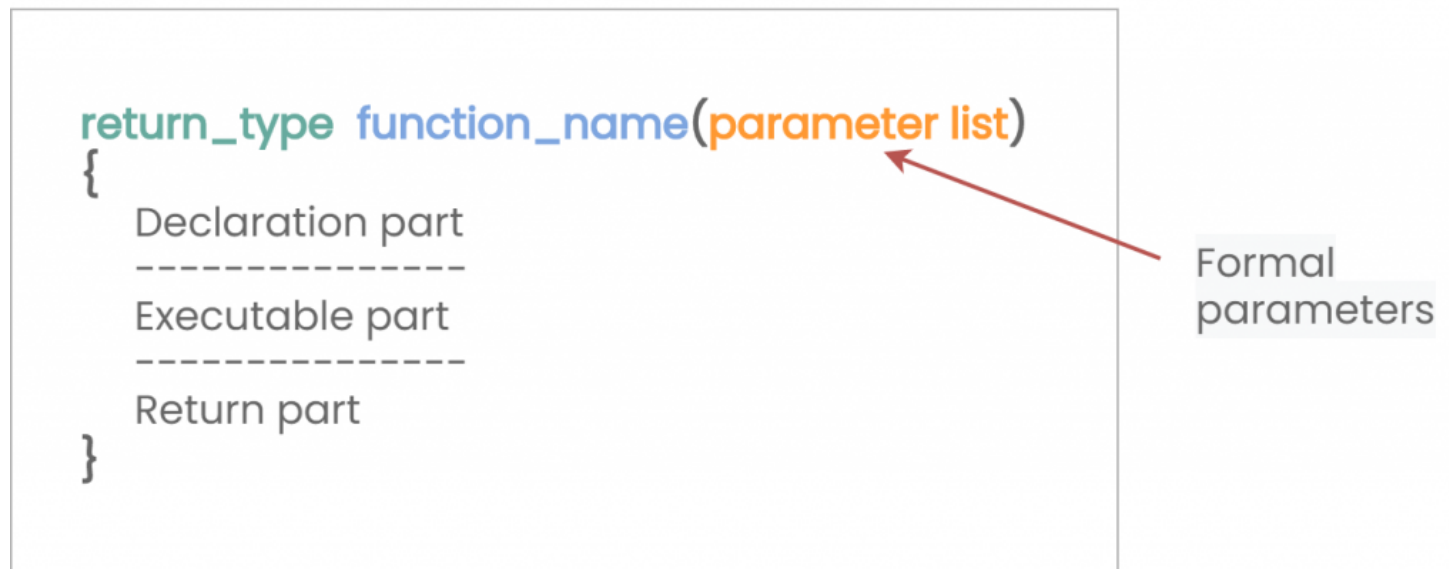 return_type function_name(parameter list)
{
Declaration part
---------------
Executable part
---------------
Return part
}
Formal
parameters